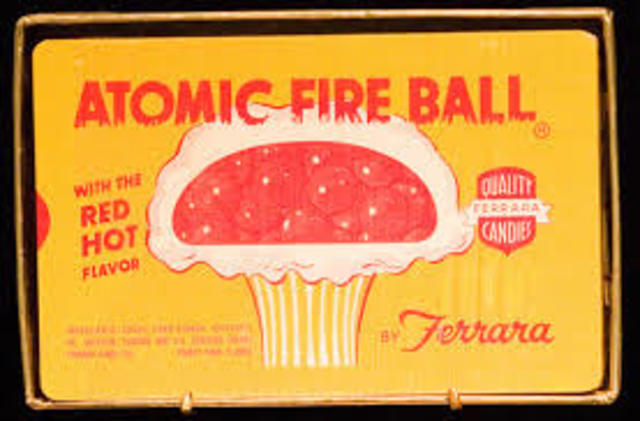 ATOMIC FIRE BALL
®
WITH THE
RED
HOT
FLAVOR
QUALITY
FERRARA
CANDIES
BY Ferrara